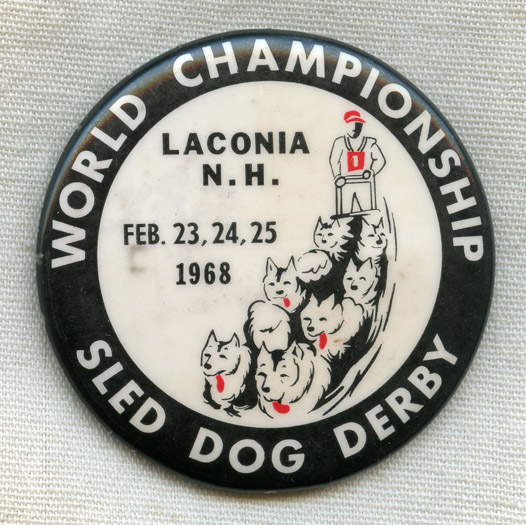 WORLD CHAMPIONSHIP
LACONIA
N.H.
FEB. 23, 24, 25
1968
1
SLED DOG DERBY